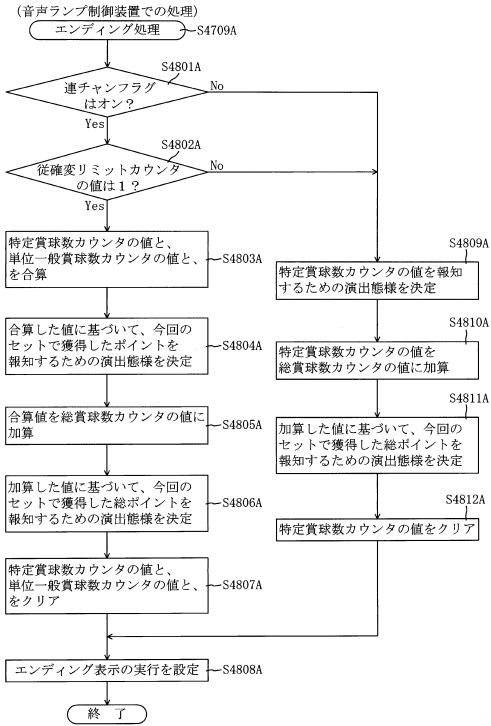 (音声ランプ制御装置での処理)
エンディング処理
S4709A
S4801A
連チャンフラグ
はオン?
No
Yes
S4802A
従確変リミットカウンタ
の値は1?
No
Yes
特定賞球数カウンタの値と、
単位一般賞球数カウンタの値と、
を合算
S4803A
合算した値に基づいて、今回の
セットで獲得したポイントを
報知するための演出態様を決定
S4804A
合算値を総賞球数カウンタの値に
加算
S4805A
加算した値に基づいて、今回の
セットで獲得した総ポイントを
報知するための演出態様を決定
S4806A
特定賞球数カウンタの値と、
単位一般賞球数カウンタの値と、
をクリア
S4807A
S4809A
特定賞球数カウンタの値を報知
するための演出態様を決定
S4810A
特定賞球数カウンタの値を
総賞球数カウンタの値に加算
S4811A
加算した値に基づいて、今回の
セットで獲得した総ポイントを
報知するための演出態様を決定
S4812A
特定賞球数カウンタの値をクリア
エンディング表示の実行を設定
S4808A
終 了